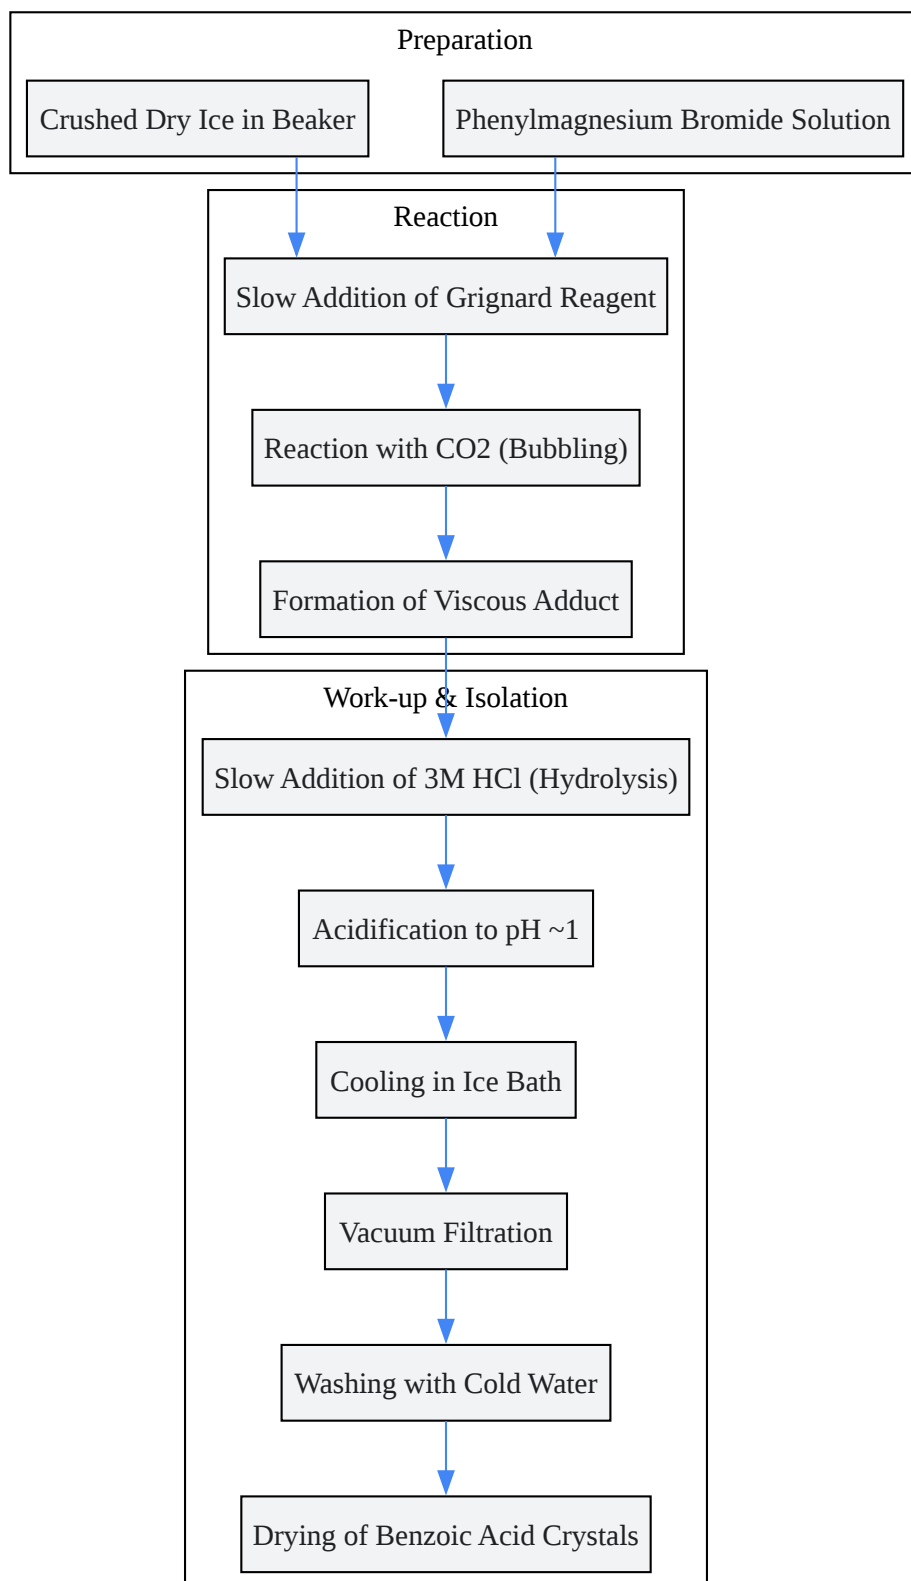 Preparation
Crushed Dry Ice in Beaker
Phenylmagnesium Bromide Solution
Reaction
Slow Addition of Grignard Reagent
Reaction with CO2 (Bubbling)
Formation of Viscous Adduct
Work-up & Isolation
Slow Addition of 3M HCl (Hydrolysis)
Acidification to pH ~1
Cooling in Ice Bath
Vacuum Filtration
Washing with Cold Water
Drying of Benzoic Acid Crystals